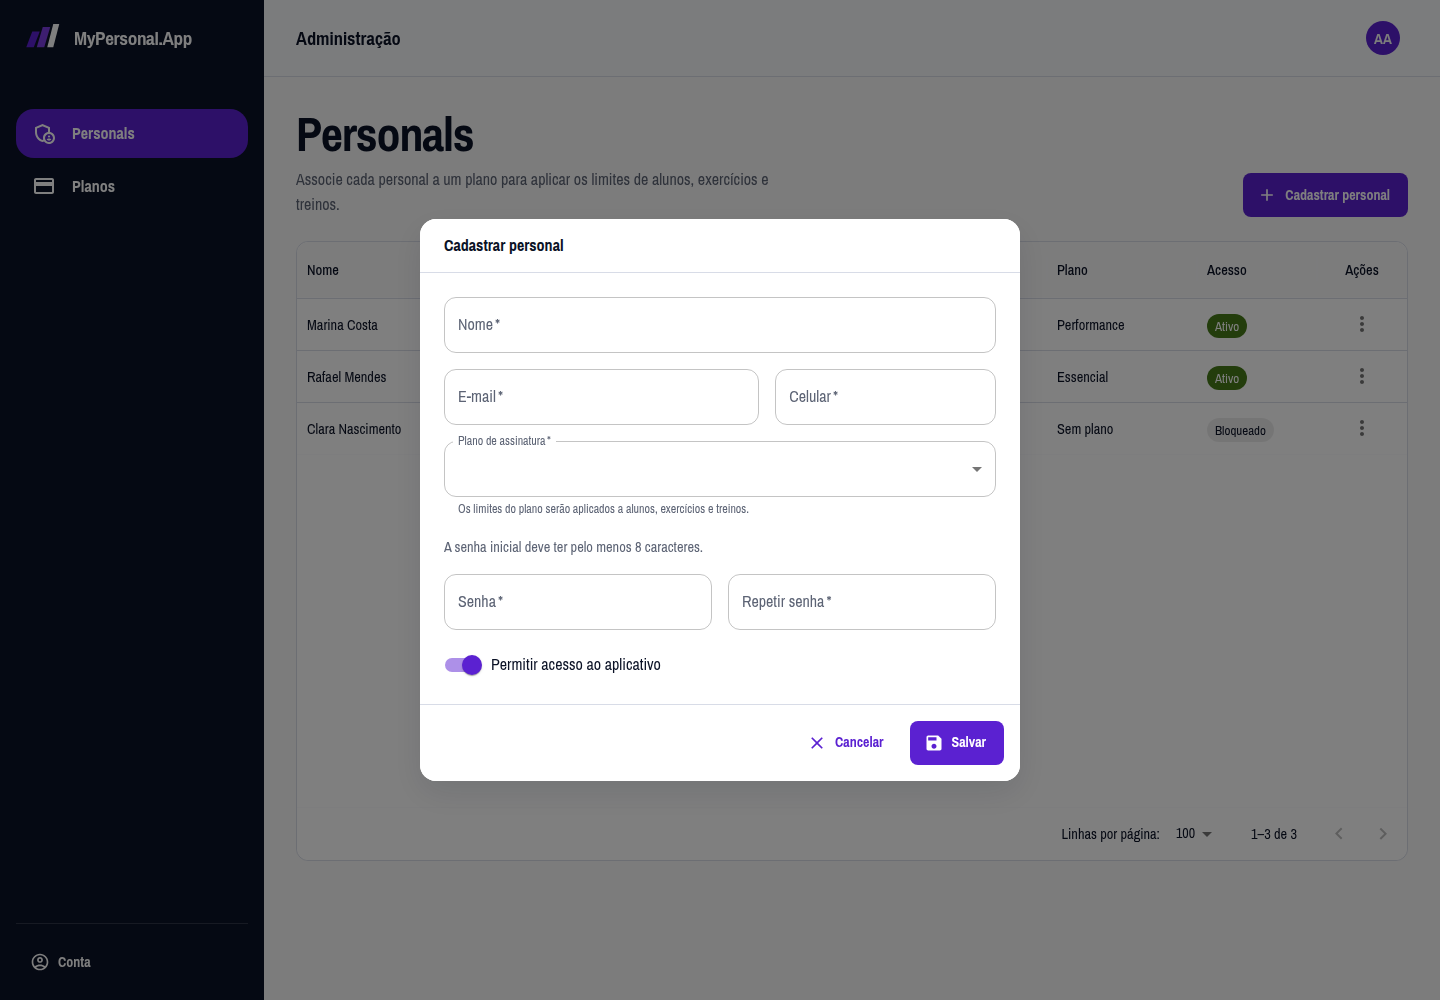 MyPersonal.App
Administração
AA
Personals
Planos
Personals
Associe cada personal a um plano para aplicar os limites de alunos, exercícios e
treinos.
Cadastrar personal
Nome
Plano
Acesso
Ações
Marina Costa
Performance
Ativo
Rafael Mendes
Essencial
Ativo
Clara Nascimento
Sem plano
Bloqueado
Cadastrar personal
Nome *
E-mail *
Celular *
Plano de assinatura *
Os limites do plano serão aplicados a alunos, exercícios e treinos.
A senha inicial deve ter pelo menos 8 caracteres.
Senha *
Repetir senha *
Permitir acesso ao aplicativo
Cancelar
Salvar
Linhas por página:
100
1–3 de 3
Conta